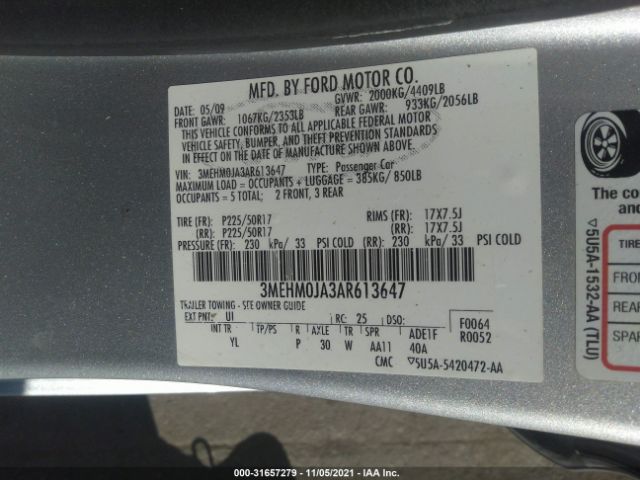 MFD. BY FORD MOTOR CO.
DATE: 05/09 GVWR: 2000KG/4409LB
FRONT GAWR: 1067KG/2353LB REAR GAWR: 933KG/2056LB
THIS VEHICLE CONFORMS TO ALL APPLICABLE FEDERAL MOTOR
VEHICLE SAFETY, BUMPER, AND THEFT PREVENTION STANDARDS
IN EFFECT ON THE DATE OF MANUFACTURE SHOWN ABOVE.
VIN: 3MEHM0JA3AR613647 TYPE: Passenger Car
MAXIMUM LOAD = OCCUPANTS + LUGGAGE = 385KG/ 850LB
OCCUPANTS = 5 TOTAL; 2 FRONT, 3 REAR
TIRE (FR): P225/50R17 RIMS (FR): 17X7.5J
(RR): P225/50R17 (RR): 17X7.5J
PRESSURE (FR): 230 kPa/ 33 PSI COLD (RR): 230 kPa/ 33 PSI COLD
3MEHM0JA3AR613647
TRAILER TOWING - SEE OWNER GUIDE
EXT PNT: UI RC: 25 DSO: F0064
INT TR TP/PS R AXLE TR SPR ADE1F R0052
YL P 30 W AA11 40A
CMC ▽5U5A-5420472-AA
The co
and
TIRE
FRON
REAR
SPAR
▽5U5A-1532-AA (TLU)
000-31657279 - 11/05/2021 - IAA Inc.